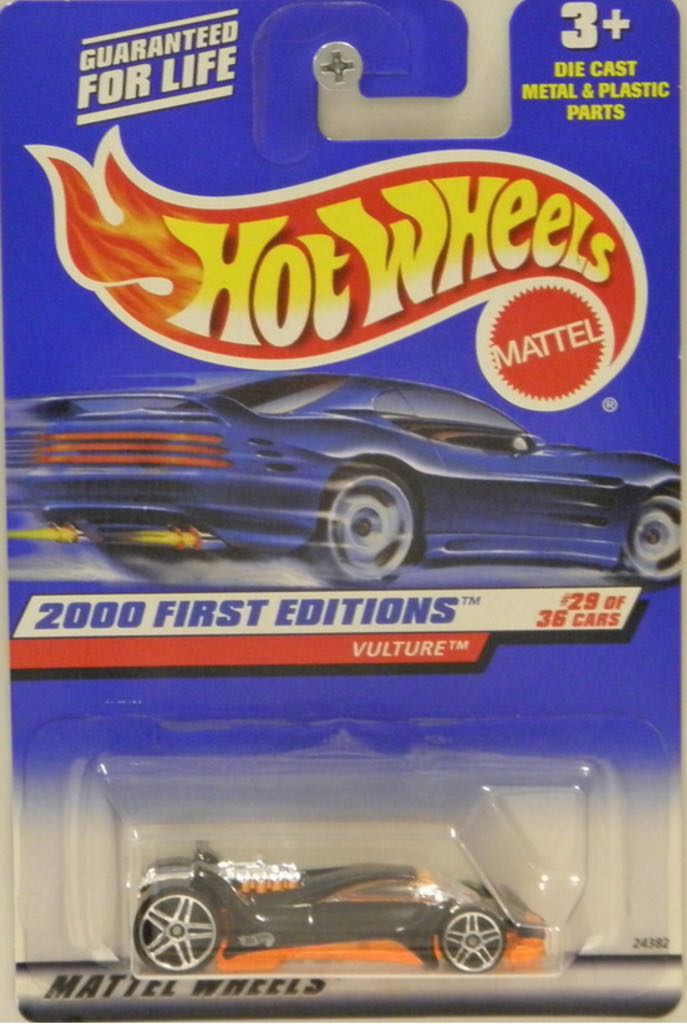 GUARANTEED
FOR LIFE
3+
DIE CAST
METAL & PLASTIC
PARTS
HOT WHEELS
MATTEL
®
2000 FIRST EDITIONS™
#29 OF
36 CARS
VULTURE™
24382
MATTEL WHEELS